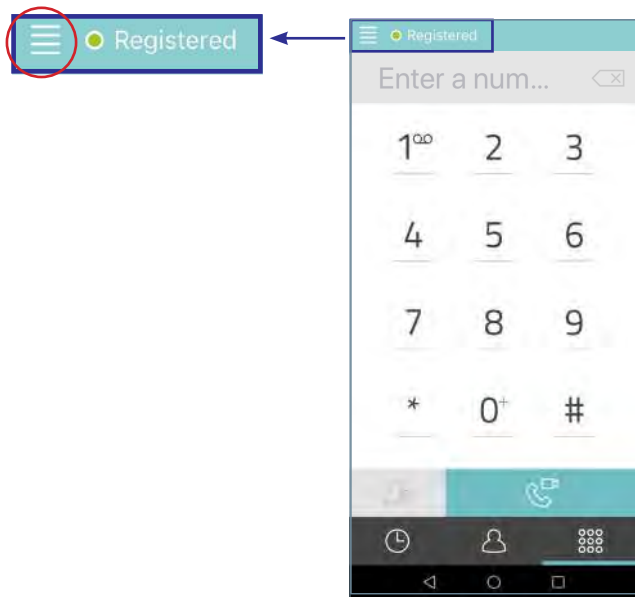 Registered
Registered
Enter a num...
1 2 3
4 5 6
7 8 9
* 0+ #